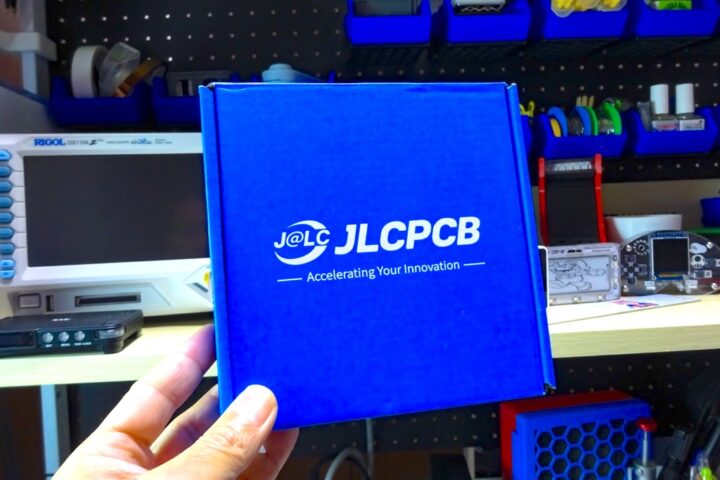 RIGOL
J@LC JLCPCB
Accelerating Your Innovation